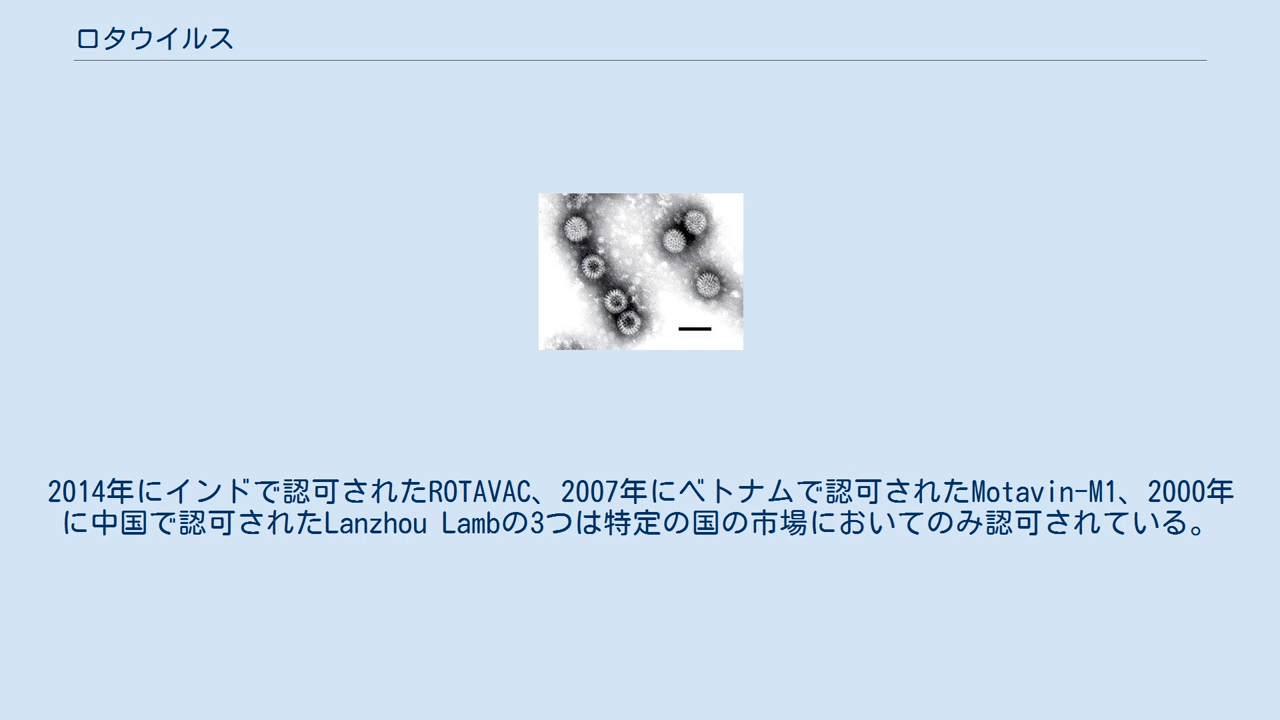 ロタウイルス
2014年にインドで認可されたROTAVAC、2007年にベトナムで認可されたMotavin-M1、2000年
に中国で認可されたLanzhou Lambの3つは特定の国の市場においてのみ認可されている。